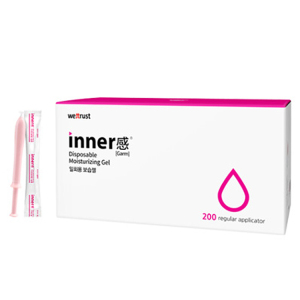 wettrust
inner感
[Garm]
Disposable
Moisturizing Gel
일회용 보습젤
200 regular applicator